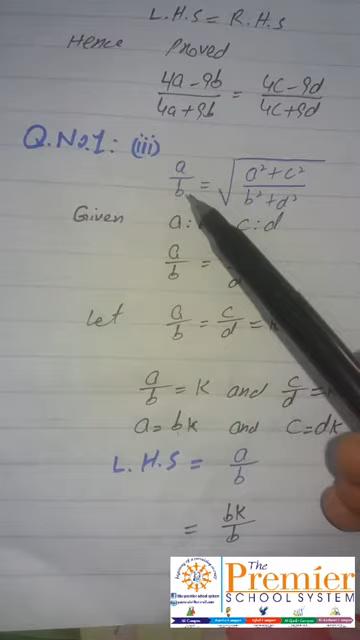 L.H.S = R.H.S
Hence Proved
4a-9b/4a+9b = 4c-9d/4c+9d
Q.No.1: (iii)
a/b = √(a²+c²/b²+d²)
Given a: c:d
a/b = d
Let a/b = c/d =
a/b = K and c/d =
a = bK and c = dK
L.H.S = a/b
= bK/b
The Premier
SCHOOL SYSTEM